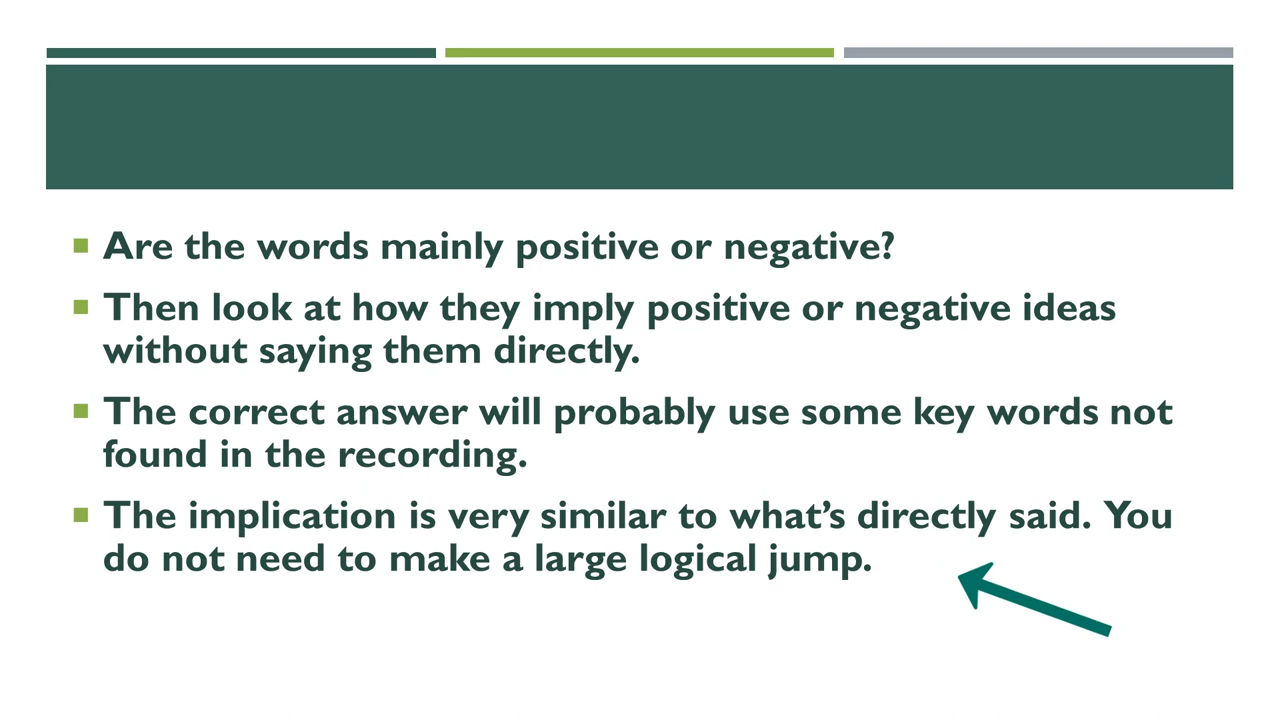 Are the words mainly positive or negative?
Then look at how they imply positive or negative ideas
without saying them directly.
The correct answer will probably use some key words not
found in the recording.
The implication is very similar to what’s directly said. You
do not need to make a large logical jump.